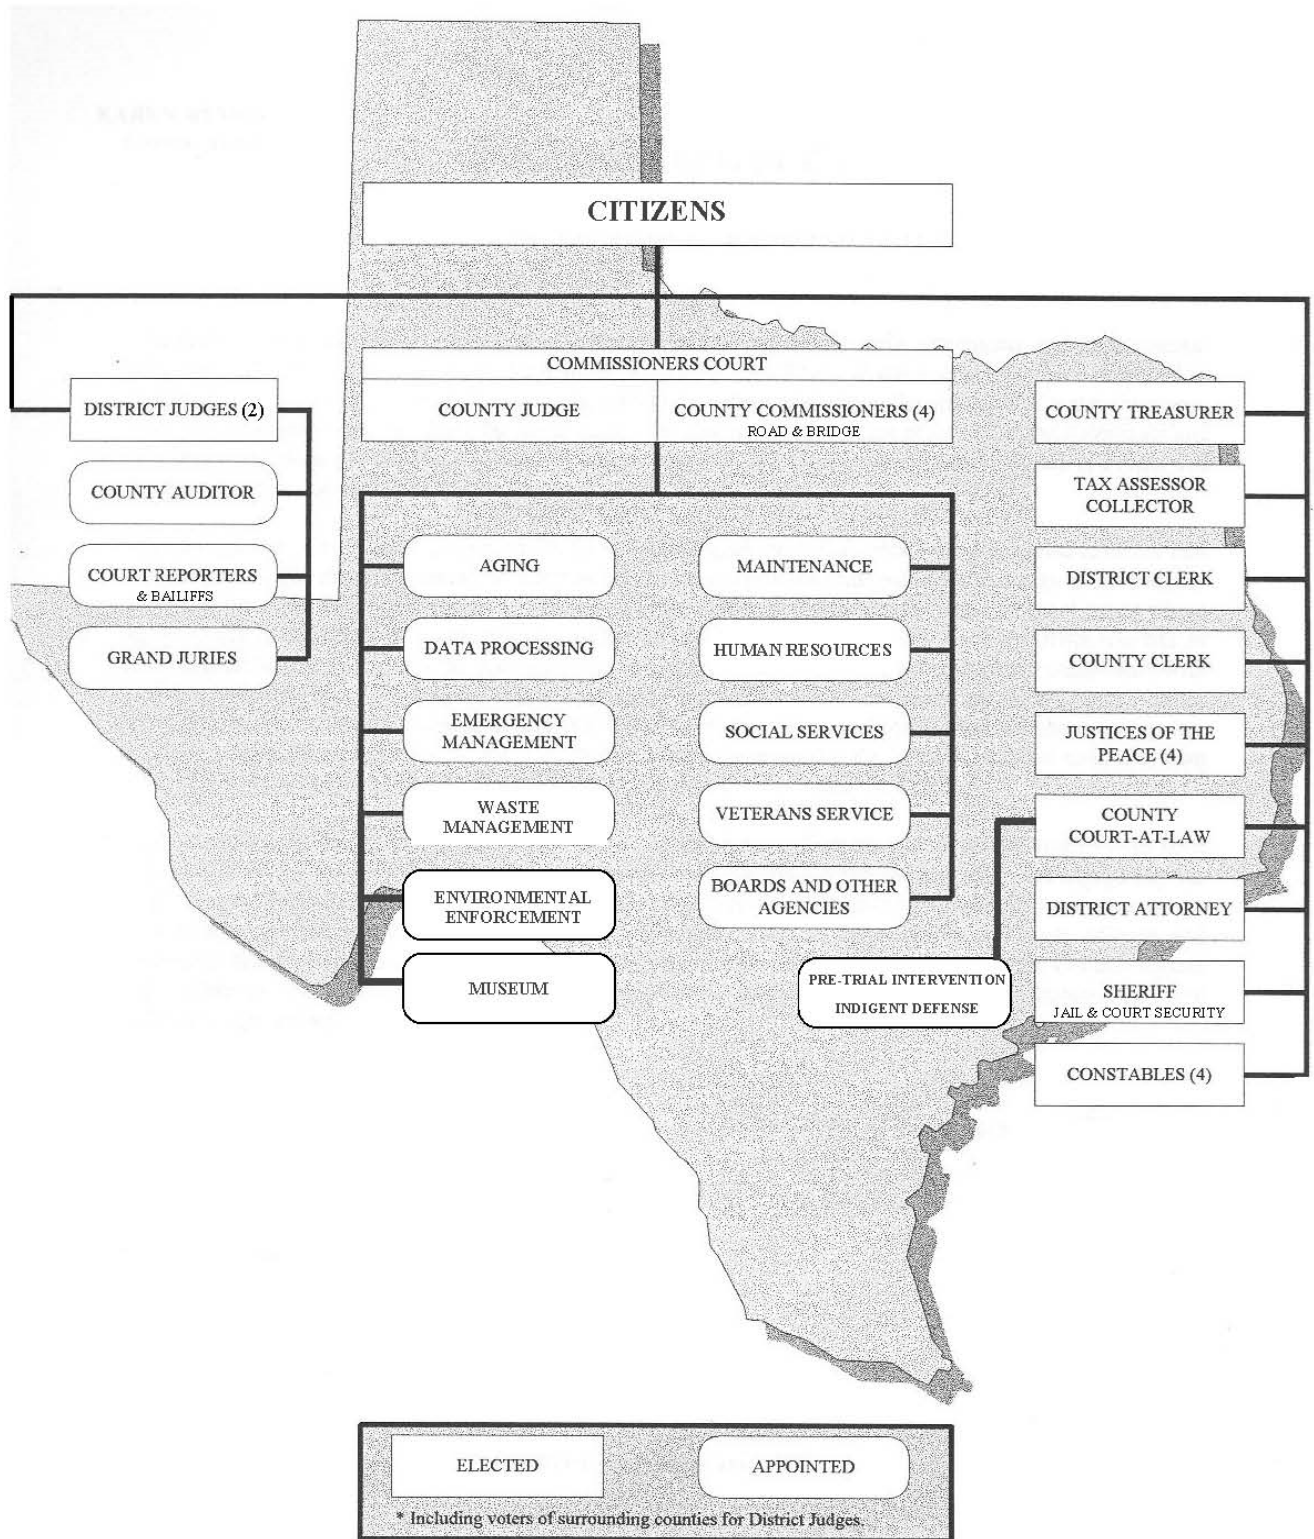 CITIZENS
COMMISSIONERS COURT
COUNTY JUDGE
COUNTY COMMISSIONERS (4)
ROAD & BRIDGE
DISTRICT JUDGES (2)
COUNTY AUDITOR
COURT REPORTERS
& BAILIFFS
GRAND JURIES
AGING
DATA PROCESSING
EMERGENCY
MANAGEMENT
WASTE
MANAGEMENT
ENVIRONMENTAL
ENFORCEMENT
MUSEUM
MAINTENANCE
HUMAN RESOURCES
SOCIAL SERVICES
VETERANS SERVICE
BOARDS AND OTHER
AGENCIES
PRE-TRIAL INTERVENTION
INDIGENT DEFENSE
COUNTY TREASURER
TAX ASSESSOR
COLLECTOR
DISTRICT CLERK
COUNTY CLERK
JUSTICES OF THE
PEACE (4)
COUNTY
COURT-AT-LAW
DISTRICT ATTORNEY
SHERIFF
JAIL & COURT SECURITY
CONSTABLES (4)
ELECTED
APPOINTED
* Including voters of surrounding counties for District Judges.